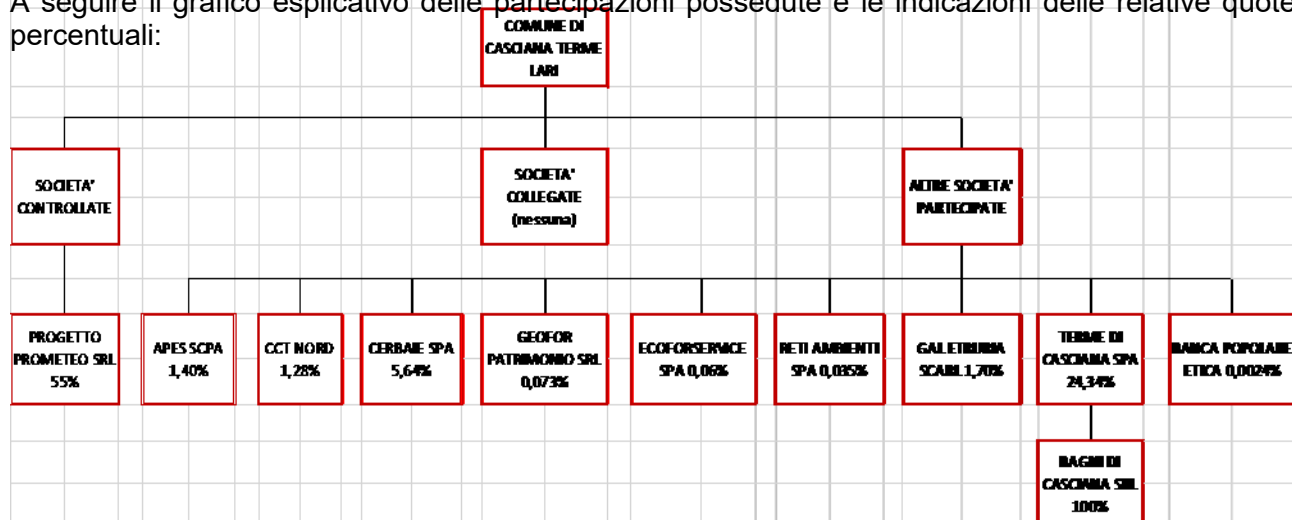 A seguire il grafico esplicativo delle partecipazioni possedute e le indicazioni delle relative quote
percentuali:
COMUNE DI
CASCIANA TERME
LARI
SOCIETA'
CONTROLLATE
SOCIETA'
COLLEGATE
(nessuna)
ALTRE SOCIETA'
PARTECIPATE
PROGETTO
PROMETEO SRL
55%
APES SCPA
1,40%
CCT NORD
1,28%
CERBAIE SPA
5,64%
GEOFOR
PATRIMONIO SRL
0,073%
ECOFORSERVICE
SPA 0,06%
RETI AMBIENTI
SPA 0,035%
GAL ETRURIA
SCARL 1,70%
TERME DI
CASCIANA SPA
24,34%
BANCA POPOLARE
ETICA 0,0024%
BAGNI DI
CASCIANA SRL
100%